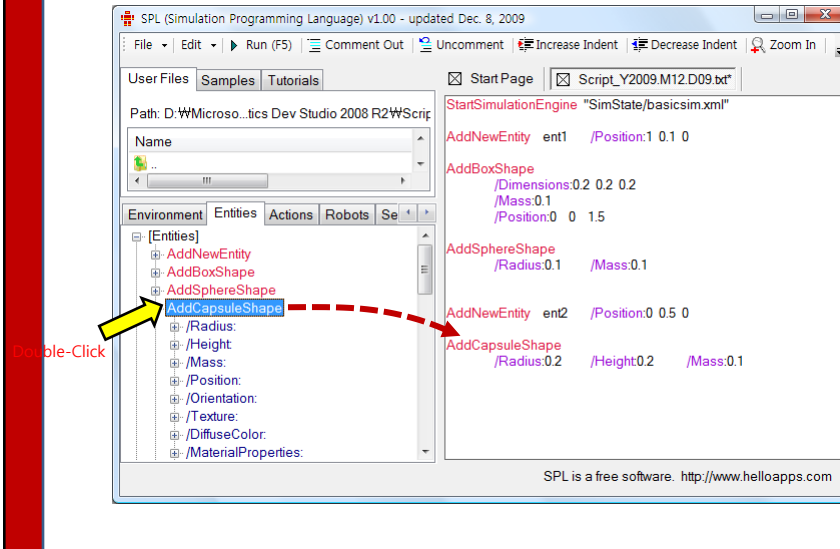 SPL (Simulation Programming Language) v1.00 - updated Dec. 8, 2009
File Edit Run (F5) Comment Out Uncomment Increase Indent Decrease Indent Zoom In
User Files Samples Tutorials
Start Page Script_Y2009.M12.D09.txt*
Path: D:₩Microso...tics Dev Studio 2008 R2₩Scrip
Name
..
Environment Entities Actions Robots Se
[Entities]
AddNewEntity
AddBoxShape
AddSphereShape
AddCapsuleShape
/Radius:
/Height:
/Mass:
/Position:
/Orientation:
/Texture:
/DiffuseColor:
/MaterialProperties:
Double-Click
StartSimulationEngine "SimState/basicsim.xml"
AddNewEntity ent1 /Position:1 0.1 0
AddBoxShape
/Dimensions:0.2 0.2 0.2
/Mass:0.1
/Position:0 0 1.5
AddSphereShape
/Radius:0.1 /Mass:0.1
AddNewEntity ent2 /Position:0 0.5 0
AddCapsuleShape
/Radius:0.2 /Height:0.2 /Mass:0.1
SPL is a free software. http://www.helloapps.com